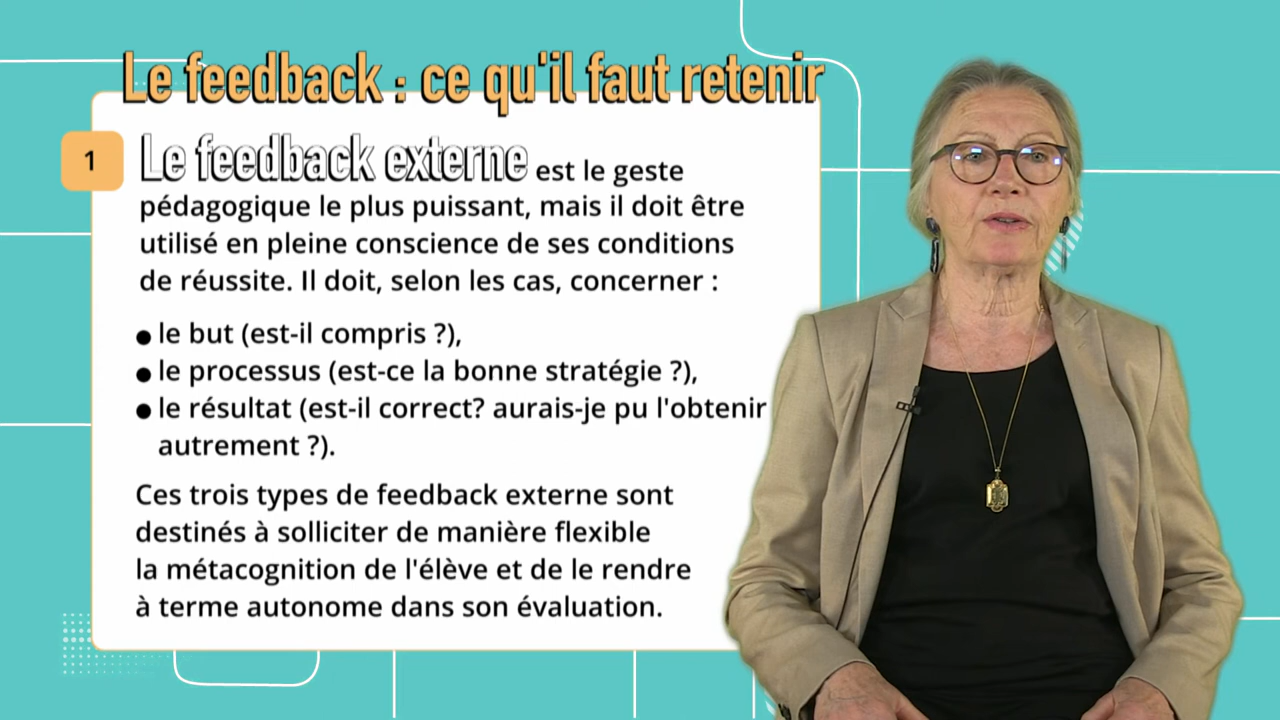 Le feedback : ce qu'il faut retenir
1
Le feedback externe est le geste
pédagogique le plus puissant, mais il doit être
utilisé en pleine conscience de ses conditions
de réussite. Il doit, selon les cas, concerner :
● le but (est-il compris ?),
● le processus (est-ce la bonne stratégie ?),
● le résultat (est-il correct? aurais-je pu l'obtenir
autrement ?).
Ces trois types de feedback externe sont
destinés à solliciter de manière flexible
la métacognition de l'élève et de le rendre
à terme autonome dans son évaluation.